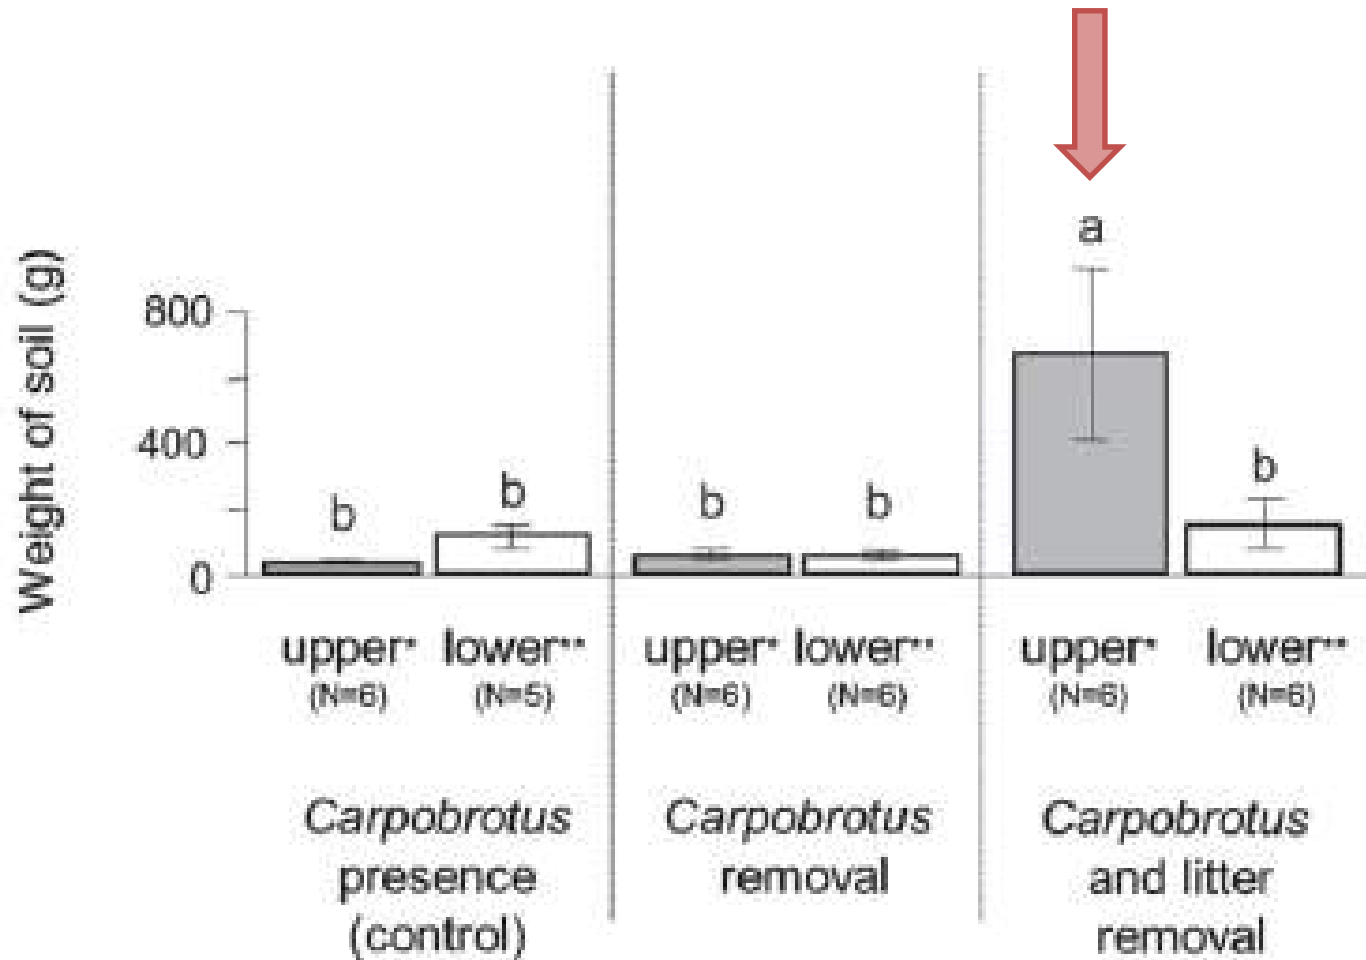 Weight of soil (g)
800
400
0
b
b
b
b
a
b
upper* lower**
(N=6) (N=5)
upper* lower**
(N=6) (N=6)
upper* lower**
(N=6) (N=6)
Carpobrotus
presence
(control)
Carpobrotus
removal
Carpobrotus
and litter
removal